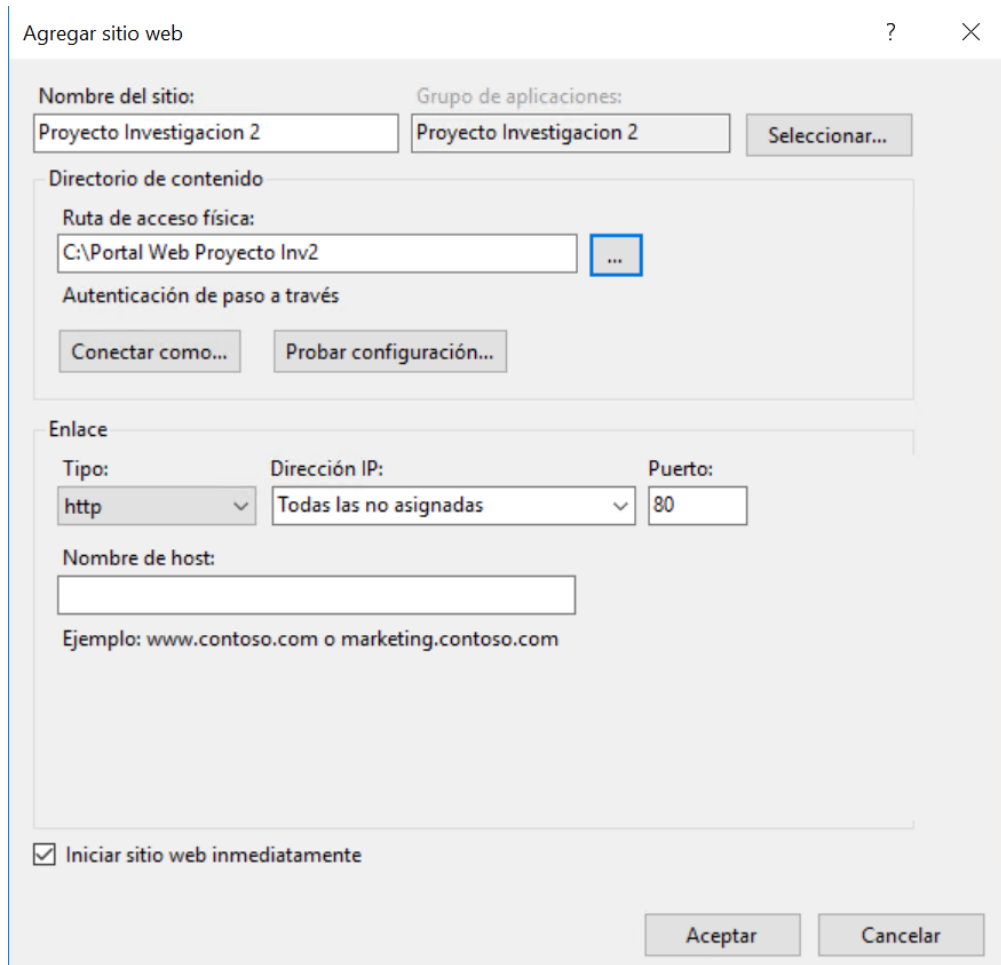 Agregar sitio web
?
Nombre del sitio:
Grupo de aplicaciones:
Proyecto Investigacion 2
Proyecto Investigacion 2
Seleccionar...
Directorio de contenido
Ruta de acceso física:
C:\Portal Web Proyecto Inv2
...
Autenticación de paso a través
Conectar como...
Probar configuración...
Enlace
Tipo:
Dirección IP:
Puerto:
http
Todas las no asignadas
80
Nombre de host:
Ejemplo: www.contoso.com o marketing.contoso.com
Iniciar sitio web inmediatamente
Aceptar
Cancelar